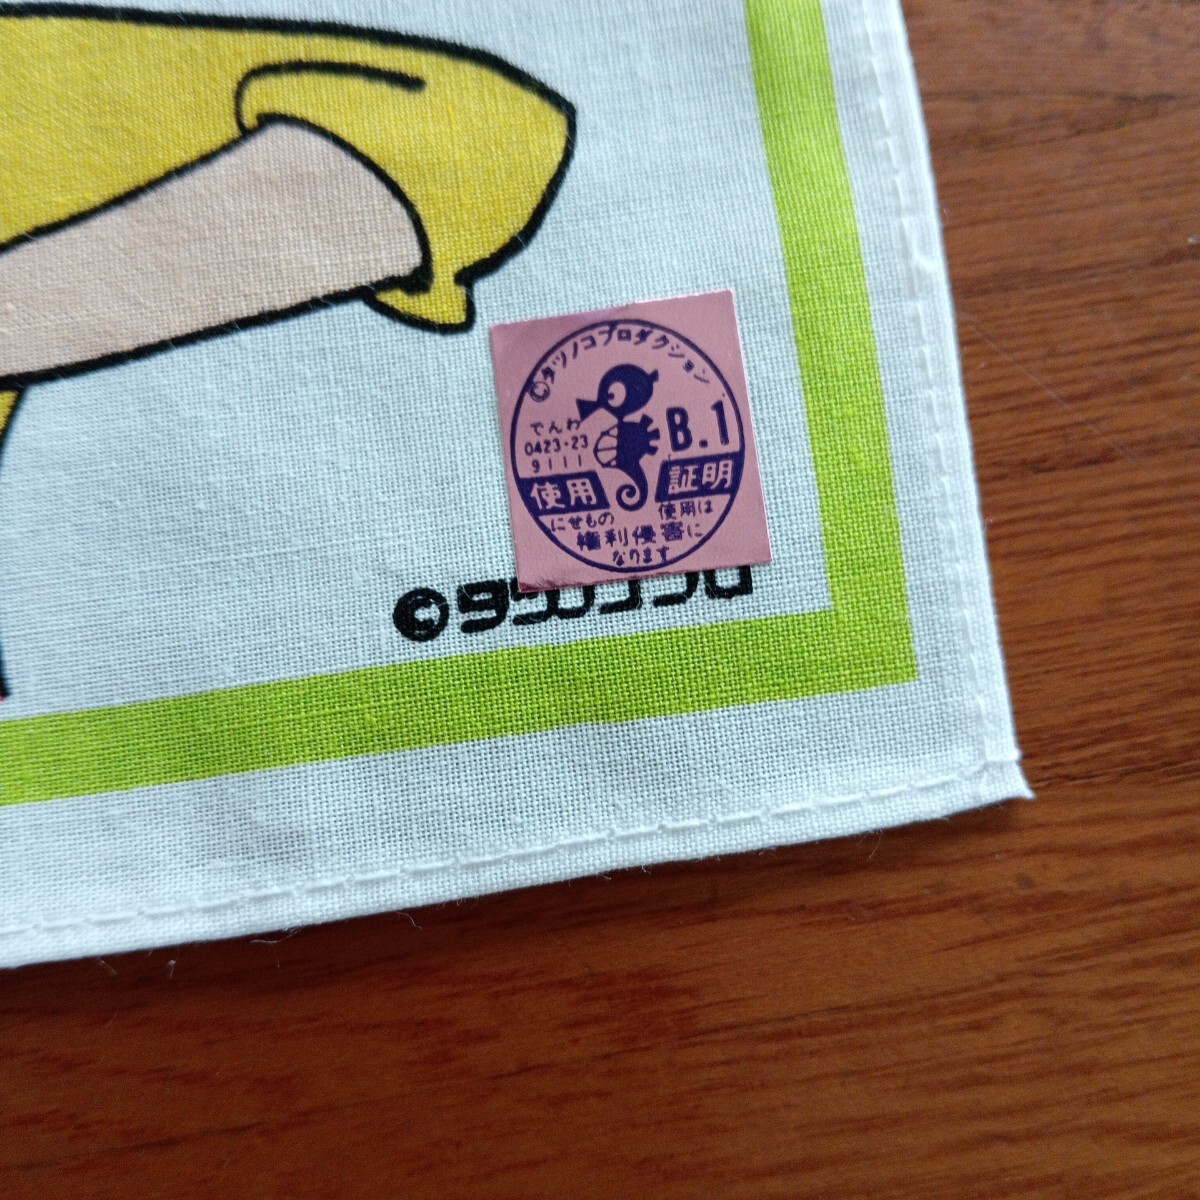 ©タツノコプロダクション
でんわ
0423-23
9111
B.1
使用 証明
にせもの 使用は
権利侵害に
なります
©タツノコプロ